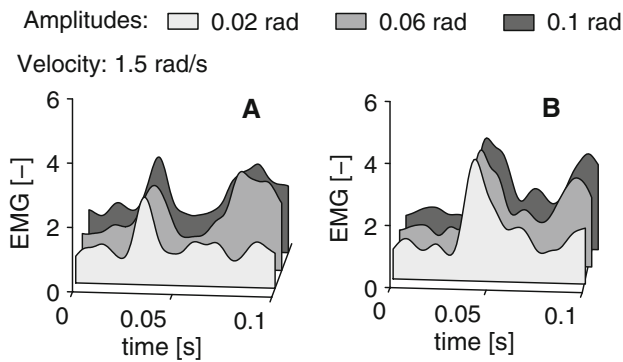 Amplitudes: 0.02 rad 0.06 rad 0.1 rad
Velocity: 1.5 rad/s
A
EMG [–]
6
4
2
0
0 0.05 0.1
time [s]
B
EMG [–]
6
4
2
0
0 0.05 0.1
time [s]